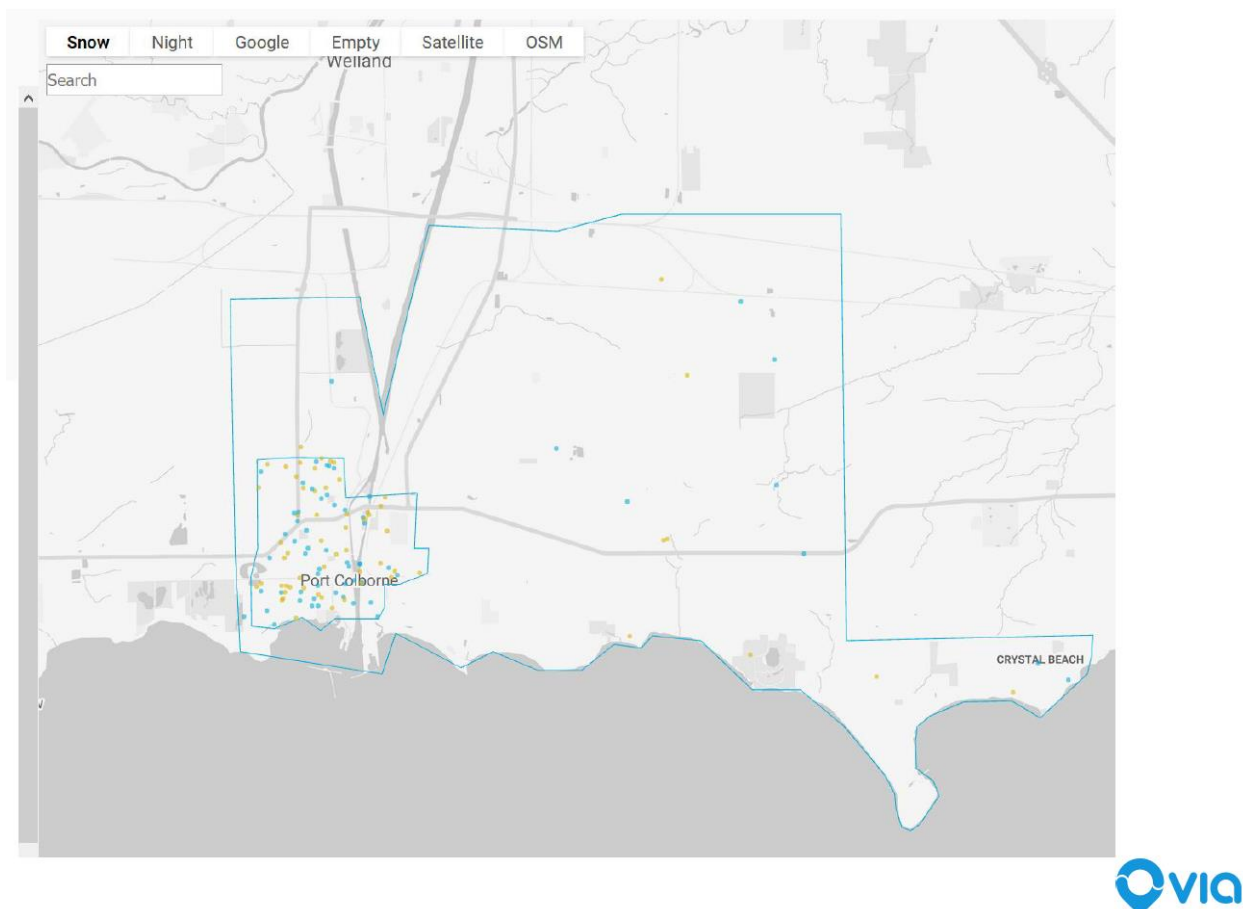 Snow Night Google Empty Satellite OSM
Welland
Search
Port Colborne
CRYSTAL BEACH
via